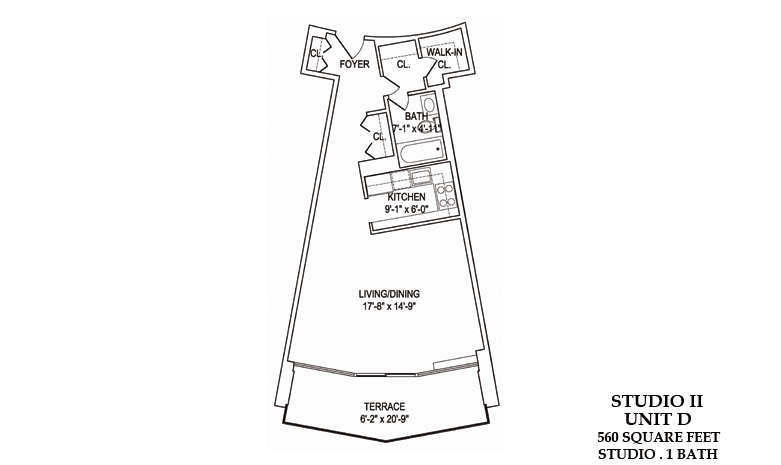 CL.
FOYER
CL.
WALK-IN
CL.
BATH
7'-1" x 4'-11"
CL.
KITCHEN
9'-1" x 6'-0"
LIVING/DINING
17'-8" x 14'-9"
TERRACE
6'-2" x 20'-9"
STUDIO II
UNIT D
560 SQUARE FEET
STUDIO . 1 BATH